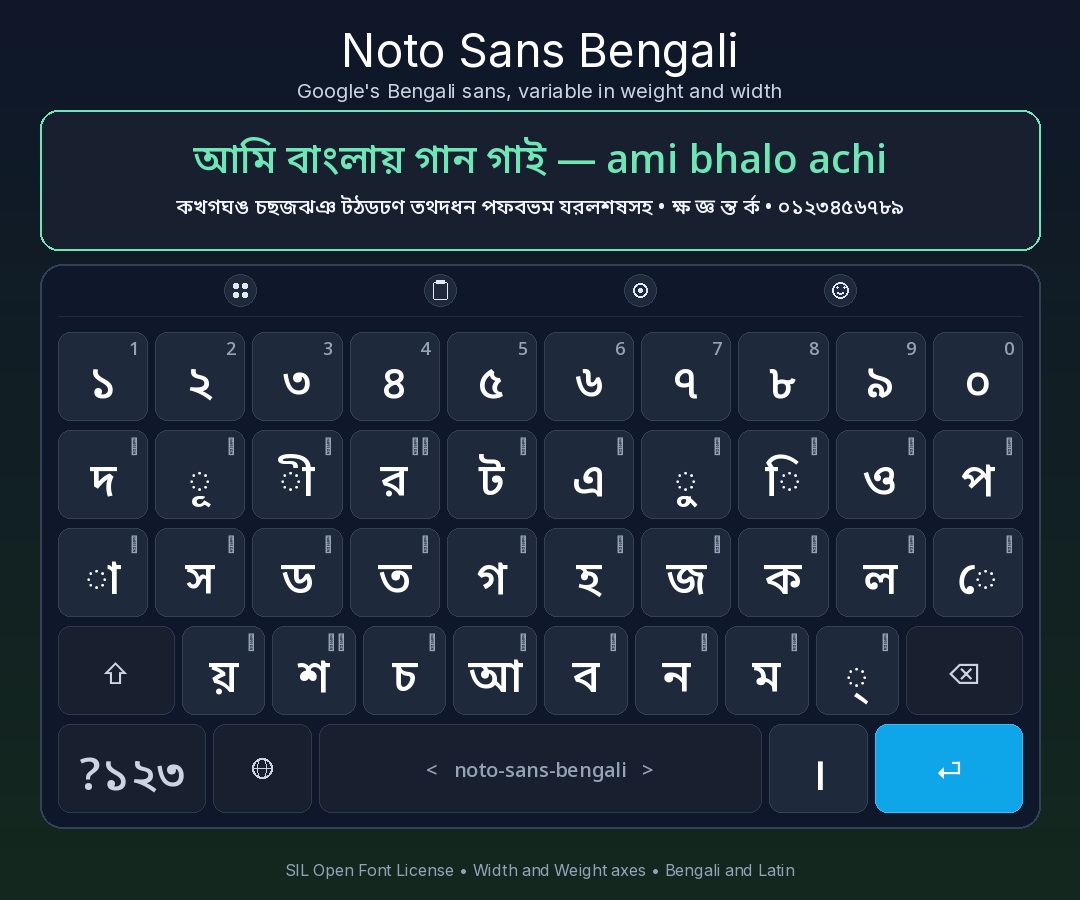 Noto Sans Bengali
Google's Bengali sans, variable in weight and width
আমি বাংলায় গান গাই — ami bhalo achi
কখগঘঙ চছজঝঞ টঠডঢণ তথদধন পফবভম যরলশষসহ • ক্ষ জ্ঞ ন্ত র্ক • ০১২৩৪৫৬৭৮৯
1 2 3 4 5 6 7 8 9 0
১ ২ ৩ ৪ ৫ ৬ ৭ ৮ ৯ ০
দ ূ ী র ট এ ু ি ও প
া স ড ত গ হ জ ক ল ে
য় শ চ আ ব ন ম ্
?১২৩ < noto-sans-bengali > ।
SIL Open Font License • Width and Weight axes • Bengali and Latin